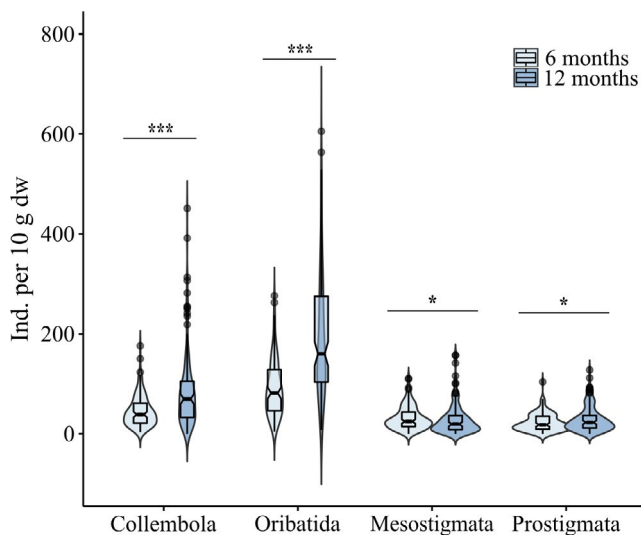 800
600
400
200
0
Ind. per 10 g dw
***
***
*
*
6 months
12 months
Collembola Oribatida Mesostigmata Prostigmata